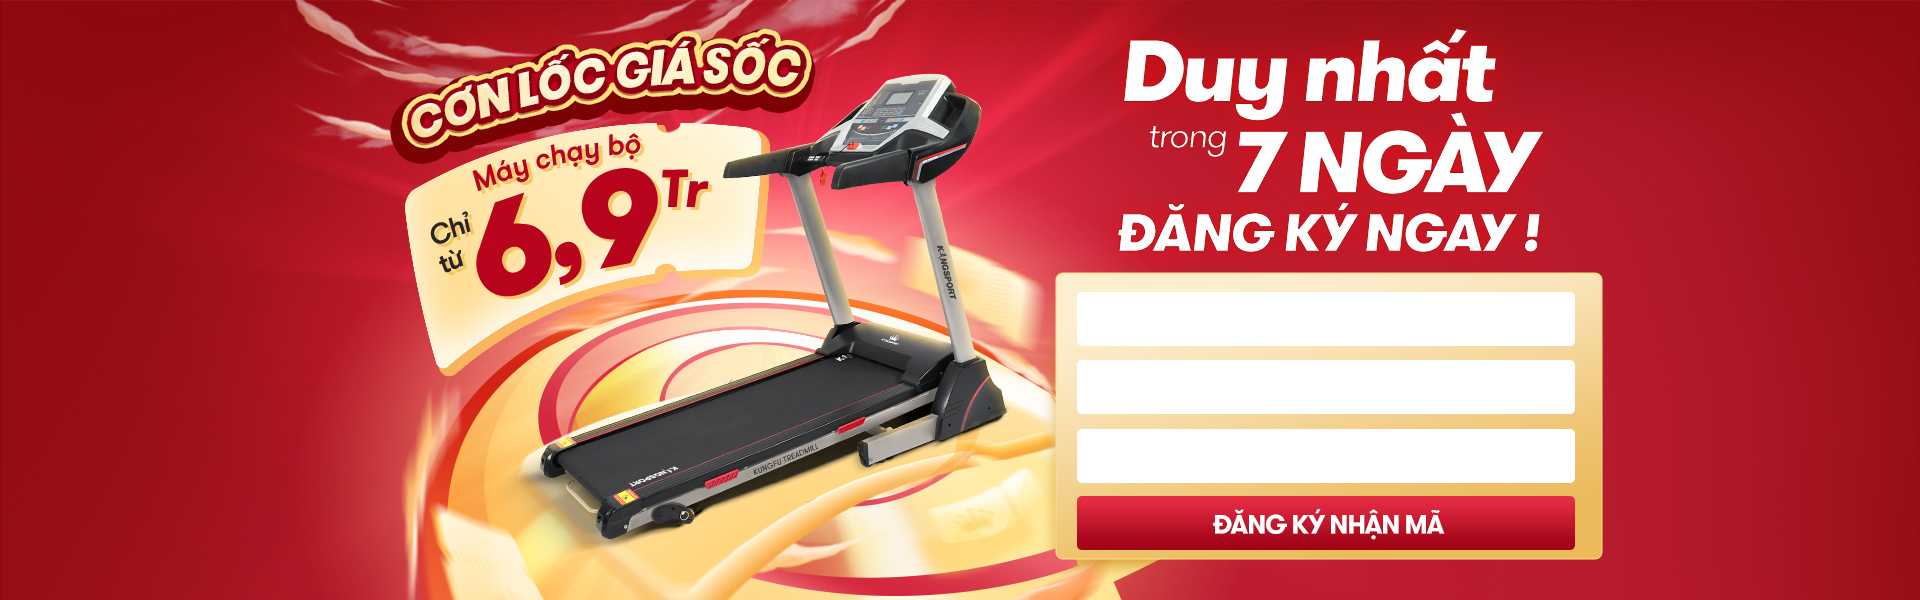 CƠN LỐC GIÁ SỐC
Máy chạy bộ
Chỉ từ
6,9Tr
KINGSPORT
KUNGFU TREADMILL
KINGSPORT
Duy nhất
trong 7 NGÀY
ĐĂNG KÝ NGAY !
ĐĂNG KÝ NHẬN MÃ